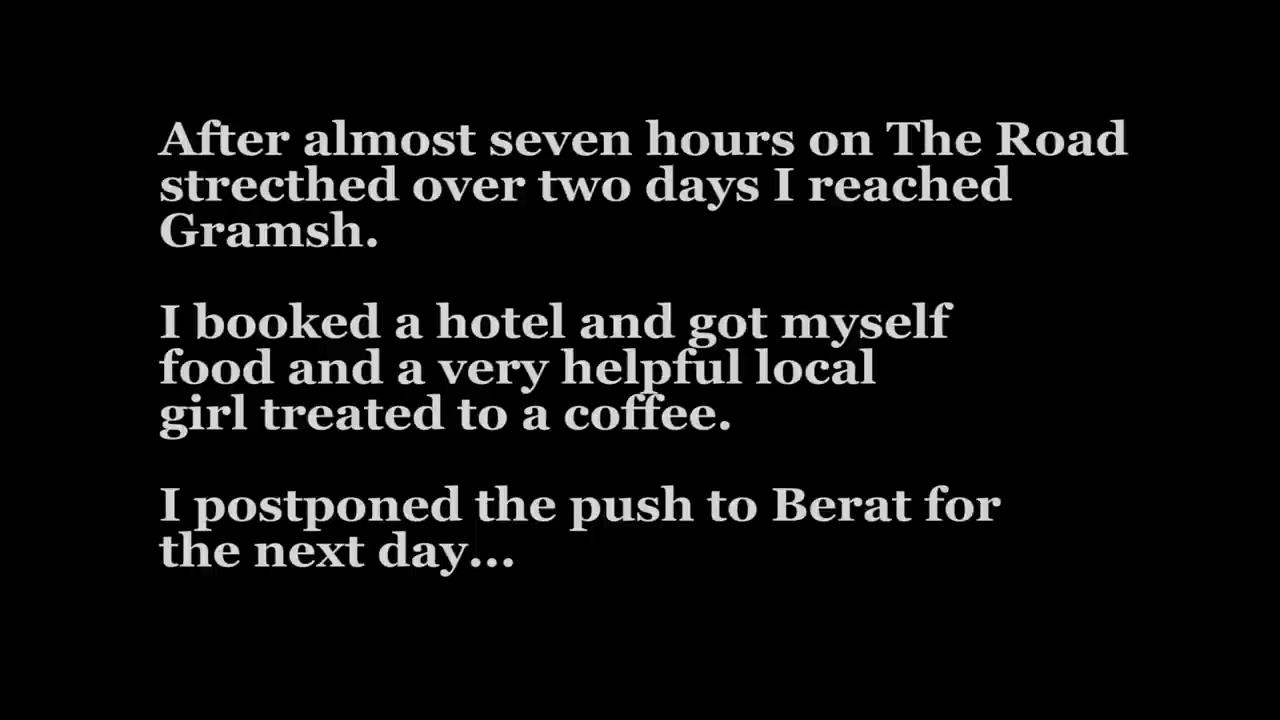 After almost seven hours on The Road
strecthed over two days I reached
Gramsh.
I booked a hotel and got myself
food and a very helpful local
girl treated to a coffee.
I postponed the push to Berat for
the next day...